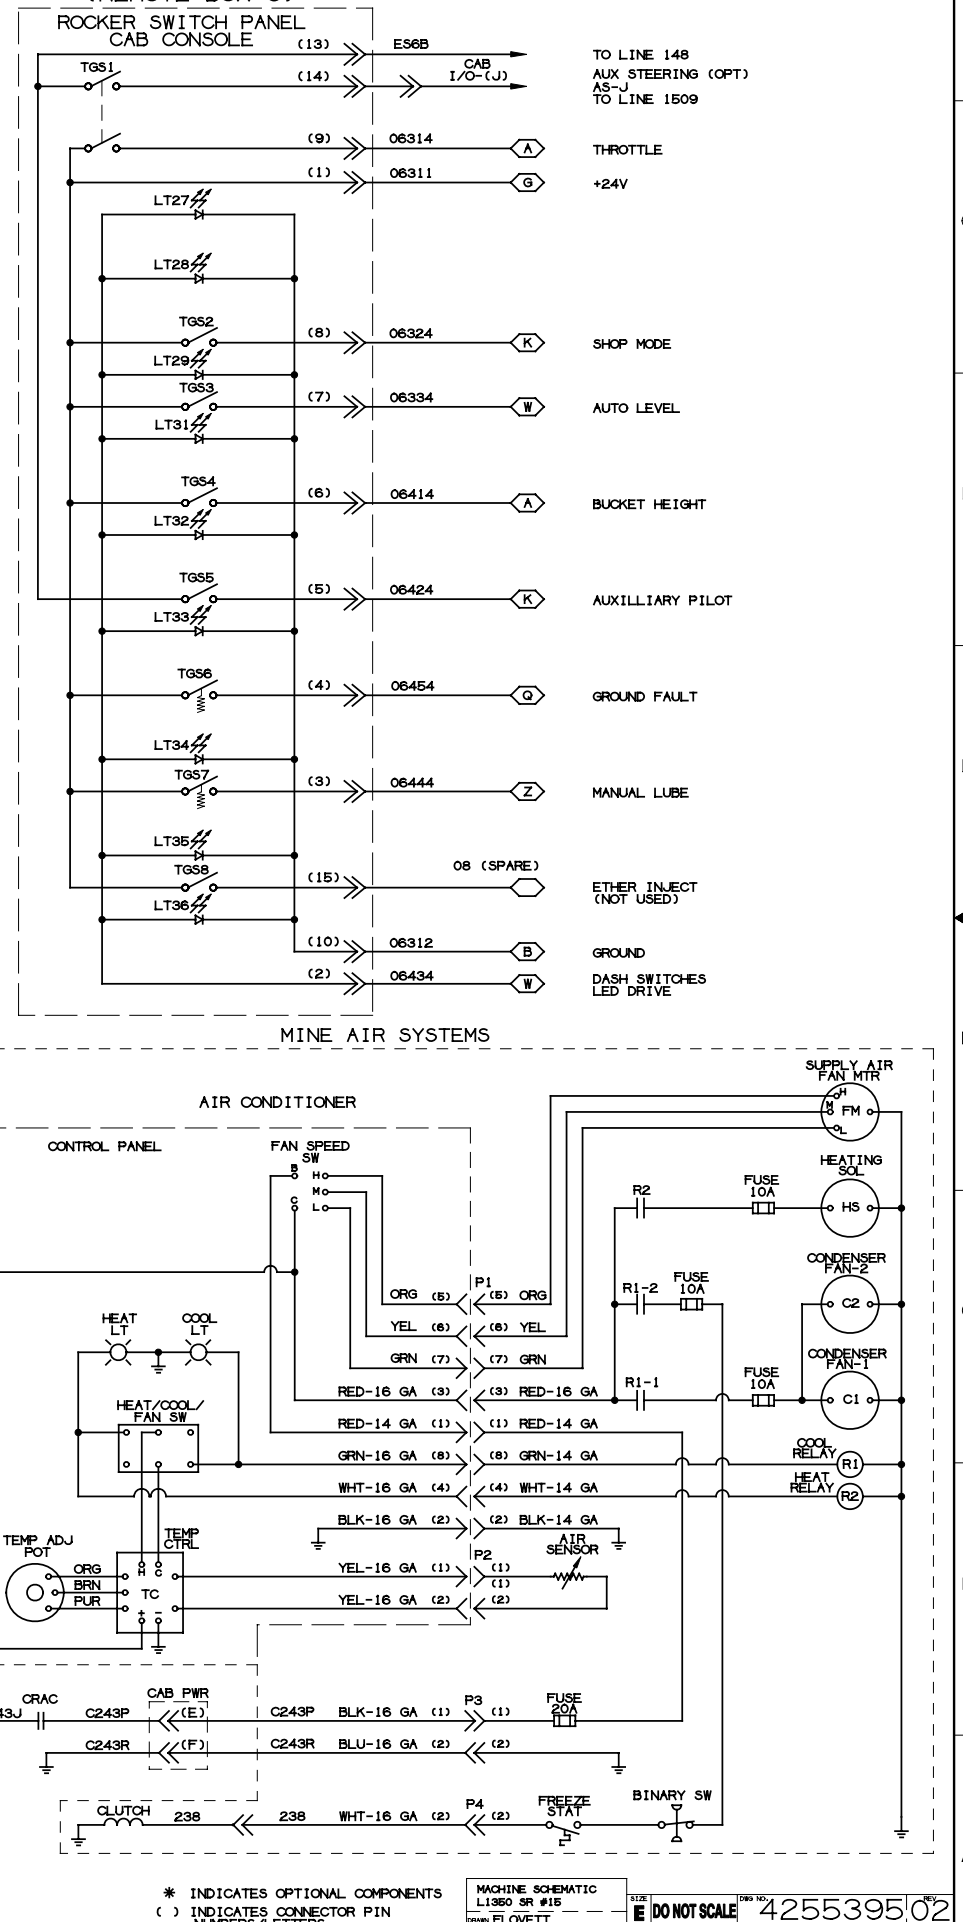 ROCKER SWITCH PANEL
CAB CONSOLE
(13) ES6B TO LINE 148
TGS1 (14) CAB I/O-(J) AUX STEERING (OPT)
AS-J
TO LINE 1509
(9) 06314 A THROTTLE
(1) 06311 G +24V
LT27
LT28
TGS2 (8) 06324 K SHOP MODE
LT29
TGS3 (7) 06334 W AUTO LEVEL
LT31
TGS4 (6) 06414 A BUCKET HEIGHT
LT32
TGS5 (5) 06424 K AUXILLIARY PILOT
LT33
TGS6 (4) 06454 Q GROUND FAULT
LT34
TGS7 (3) 06444 Z MANUAL LUBE
LT35
08 (SPARE)
TGS8 (15) ETHER INJECT
(NOT USED)
LT36
(10) 06312 B GROUND
(2) 06434 W DASH SWITCHES
LED DRIVE
MINE AIR SYSTEMS
SUPPLY AIR
FAN MTR
H
M FM
L
AIR CONDITIONER
CONTROL PANEL
FAN SPEED
SW
B H
M
C L
HEATING
SOL
R2 FUSE
10A HS
CONDENSER
FAN-2
R1-2 FUSE
10A C2
P1
ORG (5) (5) ORG
YEL (6) (6) YEL
GRN (7) (7) GRN
HEAT
LT
COOL
LT
CONDENSER
FAN-1
R1-1 FUSE
10A C1
RED-16 GA (3) (3) RED-16 GA
HEAT/COOL/
FAN SW
RED-14 GA (1) (1) RED-14 GA
COOL
RELAY
GRN-16 GA (8) (8) GRN-14 GA R1
HEAT
RELAY
WHT-16 GA (4) (4) WHT-14 GA R2
BLK-16 GA (2) (2) BLK-14 GA
TEMP ADJ
POT
TEMP
CTRL
AIR
SENSOR
P2
YEL-16 GA (1) (1)
(1)
YEL-16 GA (2) (2)
ORG
BRN
PUR
H C
TC
+ -
CRAC
CAB PWR
P3
FUSE
20A
43J C243P (E) C243P BLK-16 GA (1) (1)
C243R (F) C243R BLU-16 GA (2) (2)
CLUTCH 238 238 WHT-16 GA (2) P4 (2)
FREEZE
STAT
BINARY SW
* INDICATES OPTIONAL COMPONENTS
( ) INDICATES CONNECTOR PIN
NUMBERS/LETTERS
MACHINE SCHEMATIC
L1350 SR #15
DRAWN F LOVETT
SIZE
E
DO NOT SCALE
DWG NO.
4255395
REV
02